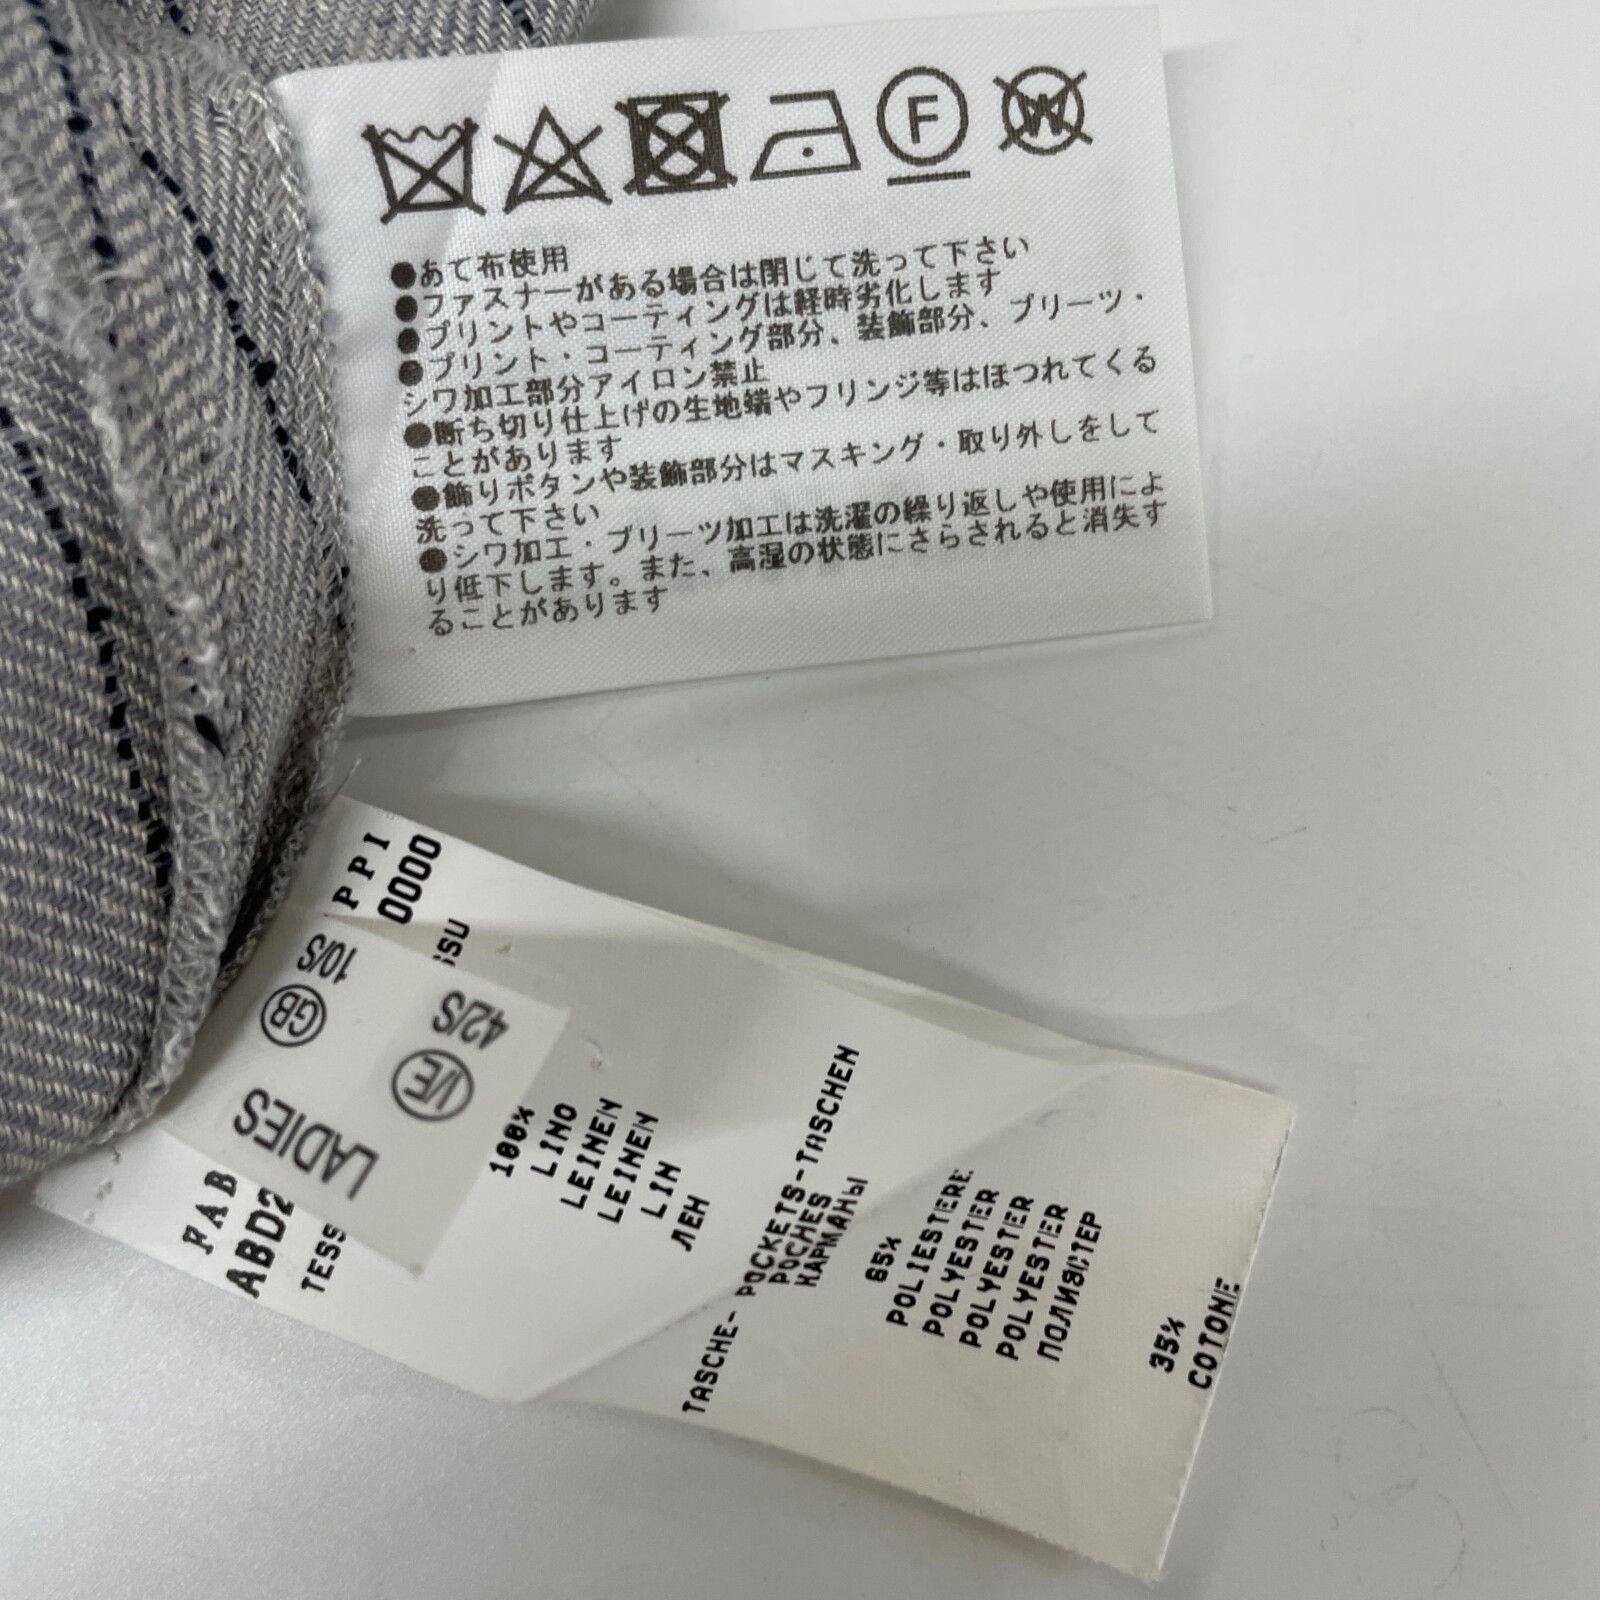 F
W
●あて布使用
●ファスナーがある場合は閉じて洗って下さい
●プリントやコーティングは経時劣化します
●プリント・コーティング部分、装飾部分、プリーツ・
シワ加工部分アイロン禁止
●断ち切り仕上げの生地端やフリンジ等はほつれてくる
ことがあります
●飾りボタンや装飾部分はマスキング・取り外しをして
洗って下さい
●シワ加工・プリーツ加工は洗濯の繰り返しや使用によ
り低下します。また、高湿の状態にさらされると消失す
ることがあります
LADIES
I/E 42/S
GB 10/S
FAB
PPI
ABD2
0000
TESS
SSU
100%
LINO
LEINEN
LEINEN
LIN
ЛЕН
TASCHE- POCKETS-TASCHEN
POCHES
КАРМАНЫ
65%
POLIESTERE
POLYESTER
POLYESTER
POLYESTER
ПОЛИЭСТЕР
35%
COTONE